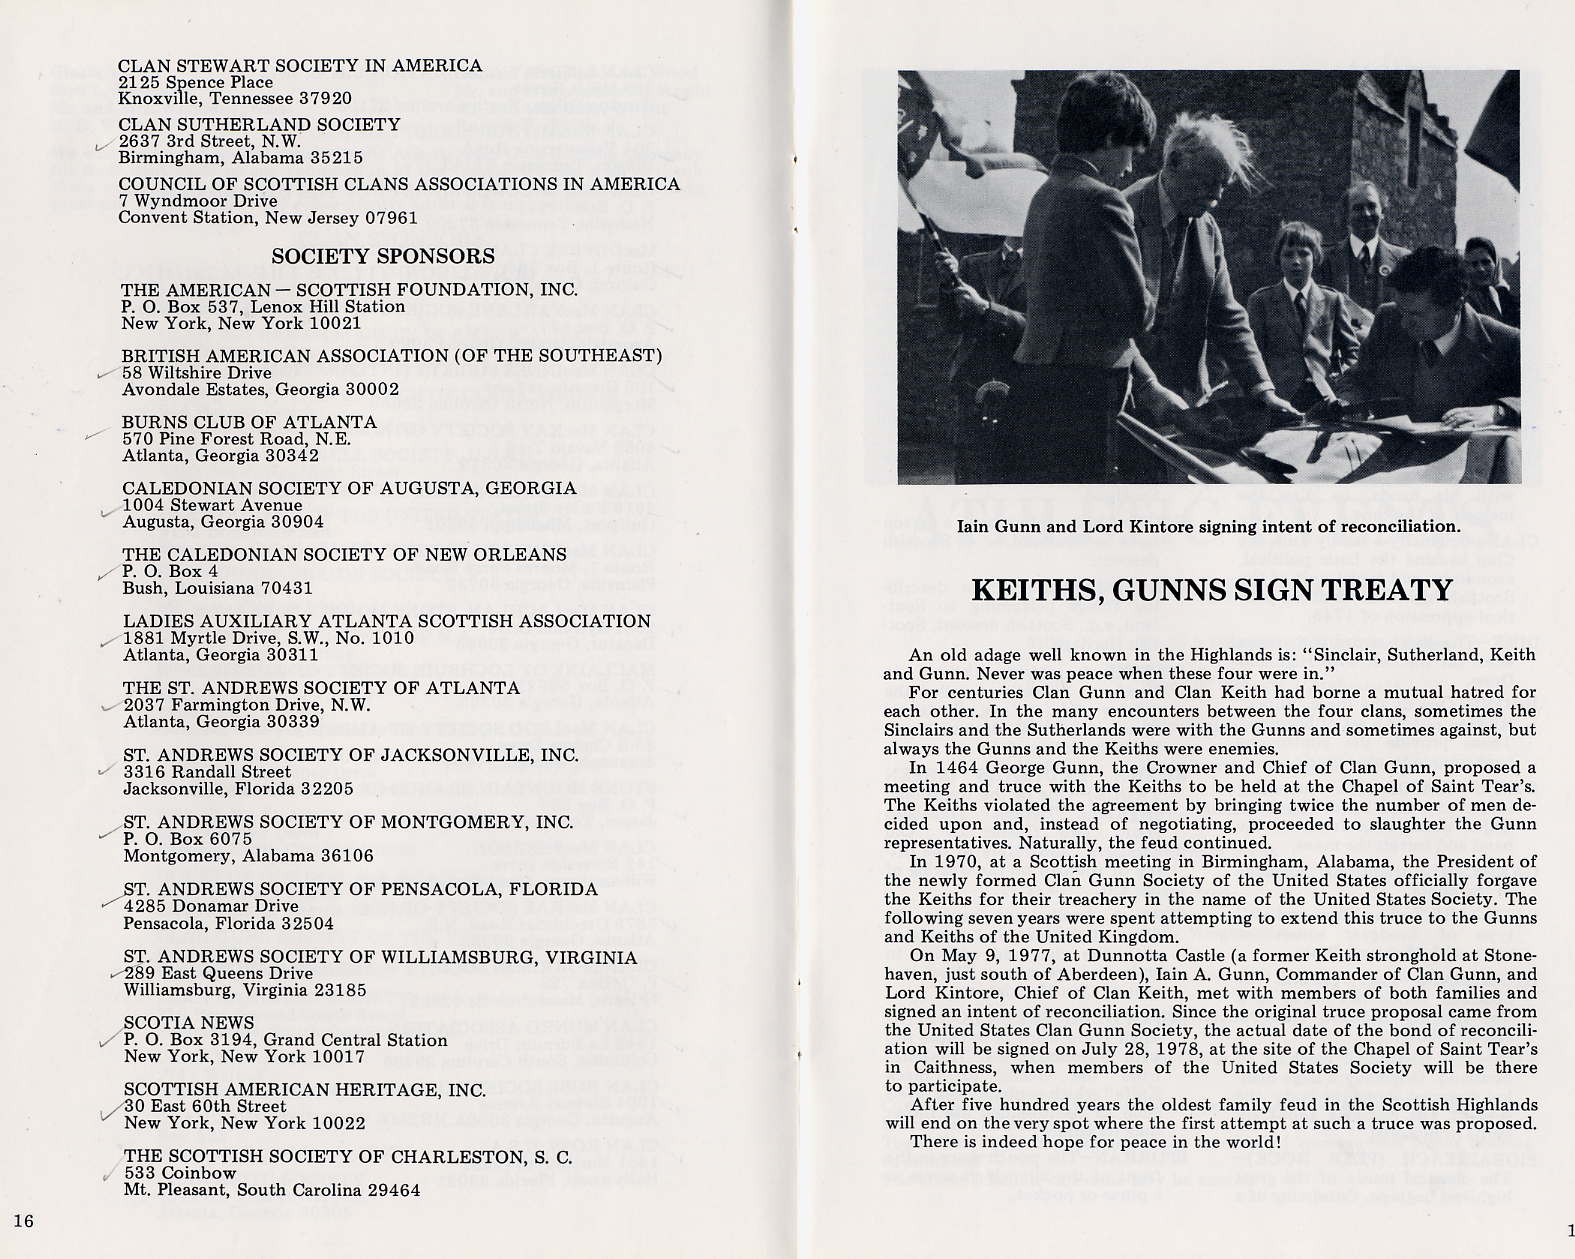 CLAN STEWART SOCIETY IN AMERICA
2125 Spence Place
Knoxville, Tennessee 37920
CLAN SUTHERLAND SOCIETY
2637 3rd Street, N.W.
Birmingham, Alabama 35215
COUNCIL OF SCOTTISH CLANS ASSOCIATIONS IN AMERICA
7 Wyndmoor Drive
Convent Station, New Jersey 07961
SOCIETY SPONSORS
THE AMERICAN — SCOTTISH FOUNDATION, INC.
P. O. Box 537, Lenox Hill Station
New York, New York 10021
BRITISH AMERICAN ASSOCIATION (OF THE SOUTHEAST)
58 Wiltshire Drive
Avondale Estates, Georgia 30002
BURNS CLUB OF ATLANTA
570 Pine Forest Road, N.E.
Atlanta, Georgia 30342
CALEDONIAN SOCIETY OF AUGUSTA, GEORGIA
1004 Stewart Avenue
Augusta, Georgia 30904
THE CALEDONIAN SOCIETY OF NEW ORLEANS
P. O. Box 4
Bush, Louisiana 70431
LADIES AUXILIARY ATLANTA SCOTTISH ASSOCIATION
1881 Myrtle Drive, S.W., No. 1010
Atlanta, Georgia 30311
THE ST. ANDREWS SOCIETY OF ATLANTA
2037 Farmington Drive, N.W.
Atlanta, Georgia 30339
ST. ANDREWS SOCIETY OF JACKSONVILLE, INC.
3316 Randall Street
Jacksonville, Florida 32205
ST. ANDREWS SOCIETY OF MONTGOMERY, INC.
P. O. Box 6075
Montgomery, Alabama 36106
ST. ANDREWS SOCIETY OF PENSACOLA, FLORIDA
4285 Donamar Drive
Pensacola, Florida 32504
ST. ANDREWS SOCIETY OF WILLIAMSBURG, VIRGINIA
289 East Queens Drive
Williamsburg, Virginia 23185
SCOTIA NEWS
P. O. Box 3194, Grand Central Station
New York, New York 10017
SCOTTISH AMERICAN HERITAGE, INC.
30 East 60th Street
New York, New York 10022
THE SCOTTISH SOCIETY OF CHARLESTON, S. C.
533 Coinbow
Mt. Pleasant, South Carolina 29464
16
Iain Gunn and Lord Kintore signing intent of reconciliation.
KEITHS, GUNNS SIGN TREATY
An old adage well known in the Highlands is: “Sinclair, Sutherland, Keith
and Gunn. Never was peace when these four were in.”
For centuries Clan Gunn and Clan Keith had borne a mutual hatred for
each other. In the many encounters between the four clans, sometimes the
Sinclairs and the Sutherlands were with the Gunns and sometimes against, but
always the Gunns and the Keiths were enemies.
In 1464 George Gunn, the Crowner and Chief of Clan Gunn, proposed a
meeting and truce with the Keiths to be held at the Chapel of Saint Tear’s.
The Keiths violated the agreement by bringing twice the number of men de-
cided upon and, instead of negotiating, proceeded to slaughter the Gunn
representatives. Naturally, the feud continued.
In 1970, at a Scottish meeting in Birmingham, Alabama, the President of
the newly formed Clan Gunn Society of the United States officially forgave
the Keiths for their treachery in the name of the United States Society. The
following seven years were spent attempting to extend this truce to the Gunns
and Keiths of the United Kingdom.
On May 9, 1977, at Dunnotta Castle (a former Keith stronghold at Stone-
haven, just south of Aberdeen), Iain A. Gunn, Commander of Clan Gunn, and
Lord Kintore, Chief of Clan Keith, met with members of both families and
signed an intent of reconciliation. Since the original truce proposal came from
the United States Clan Gunn Society, the actual date of the bond of reconcili-
ation will be signed on July 28, 1978, at the site of the Chapel of Saint Tear’s
in Caithness, when members of the United States Society will be there
to participate.
After five hundred years the oldest family feud in the Scottish Highlands
will end on the very spot where the first attempt at such a truce was proposed.
There is indeed hope for peace in the world!
1